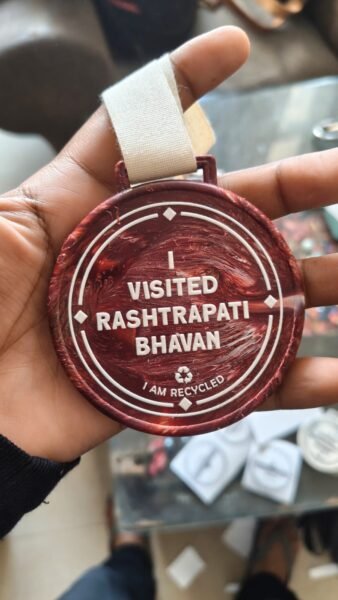 I
VISITED
RASHTRAPATI
BHAVAN
I AM RECYCLED